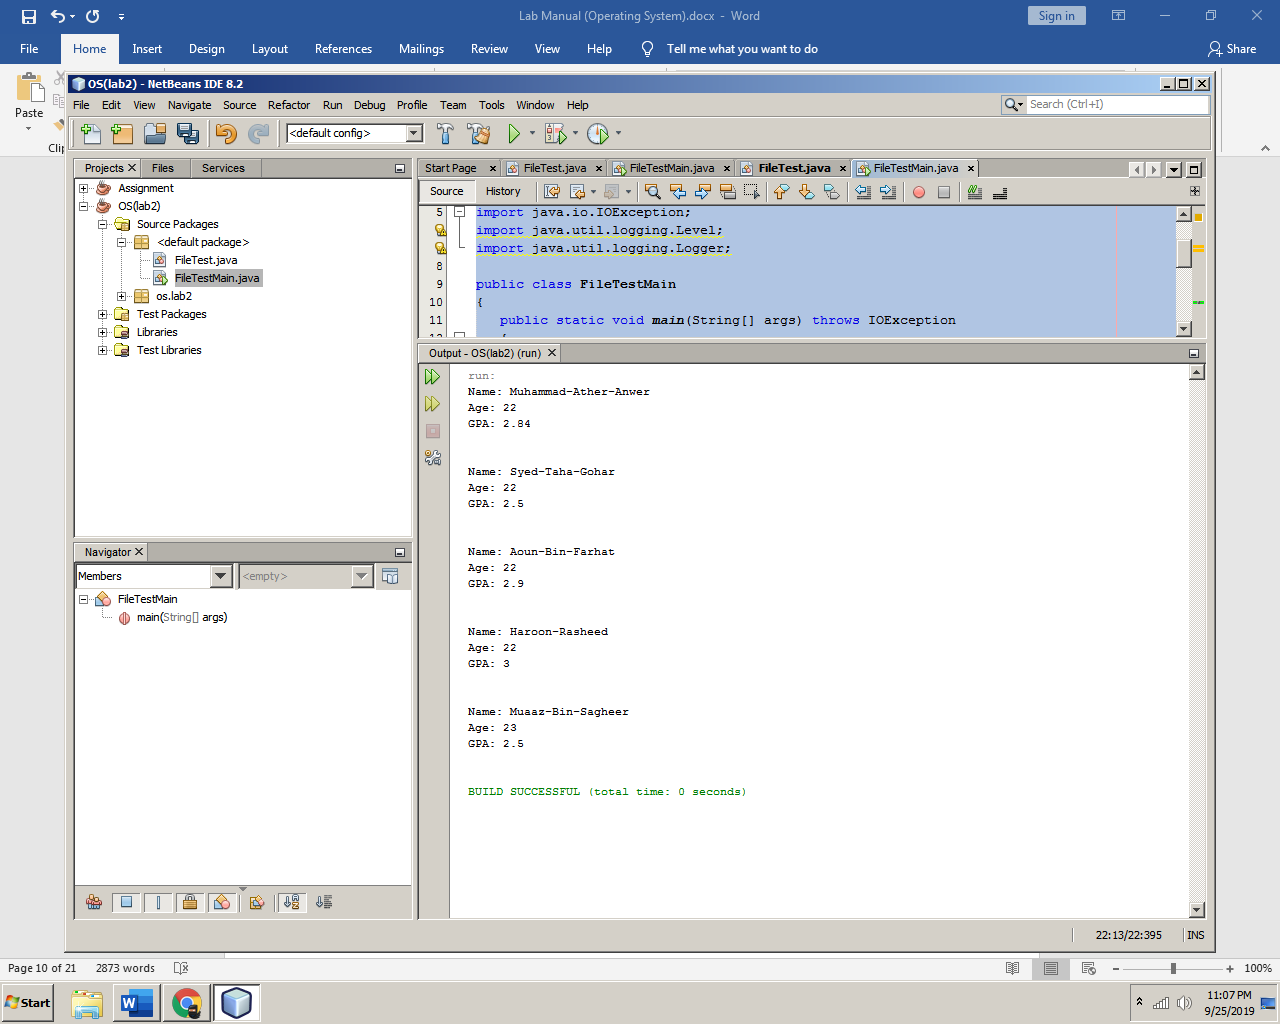 Lab Manual (Operating System).docx - Word
Sign in
File Home Insert Design Layout References Mailings Review View Help Tell me what you want to do Share
Paste
Clip
OS(lab2) - NetBeans IDE 8.2
File Edit View Navigate Source Refactor Run Debug Profile Team Tools Window Help
Search (Ctrl+I)
<default config>
Projects Files Services
Assignment
OS(lab2)
Source Packages
<default package>
FileTest.java
FileTestMain.java
os.lab2
Test Packages
Libraries
Test Libraries
Navigator
Members
<empty>
FileTestMain
main(String[] args)
Start Page FileTest.java FileTestMain.java FileTest.java FileTestMain.java
Source History
5 import java.io.IOException;
import java.util.logging.Level;
import java.util.logging.Logger;
8
9 public class FileTestMain
10 {
11 public static void main(String[] args) throws IOException
Output - OS(lab2) (run)
run:
Name: Muhammad-Ather-Anwer
Age: 22
GPA: 2.84
Name: Syed-Taha-Gohar
Age: 22
GPA: 2.5
Name: Aoun-Bin-Farhat
Age: 22
GPA: 2.9
Name: Haroon-Rasheed
Age: 22
GPA: 3
Name: Muaaz-Bin-Sagheer
Age: 23
GPA: 2.5
BUILD SUCCESSFUL (total time: 0 seconds)
22:13/22:395 INS
Page 10 of 21 2873 words
100%
Start
11:07 PM
9/25/2019